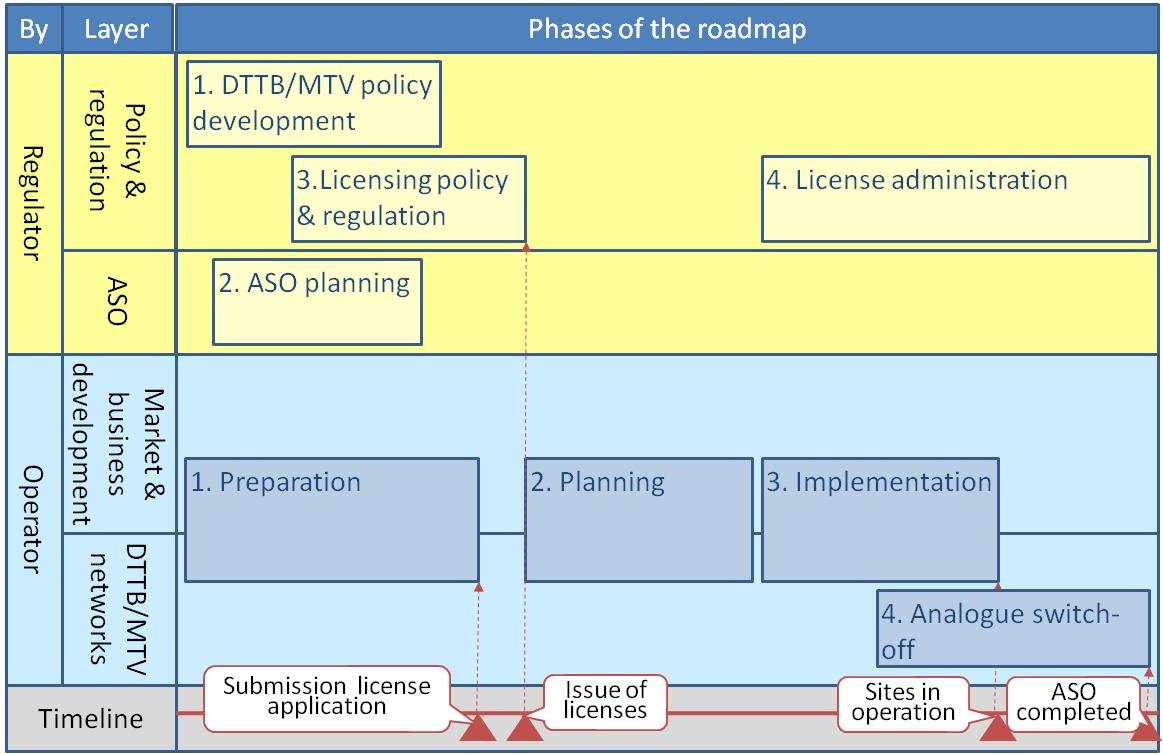 By
Layer
Phases of the roadmap
Regulator
Policy &
regulation
1. DTTB/MTV policy
development
3.Licensing policy
& regulation
4. License administration
ASO
2. ASO planning
Operator
Market &
business
development
1. Preparation
2. Planning
3. Implementation
DTTB/MTV
networks
4. Analogue switch-
off
Timeline
Submission license
application
Issue of
licenses
Sites in
operation
ASO
completed